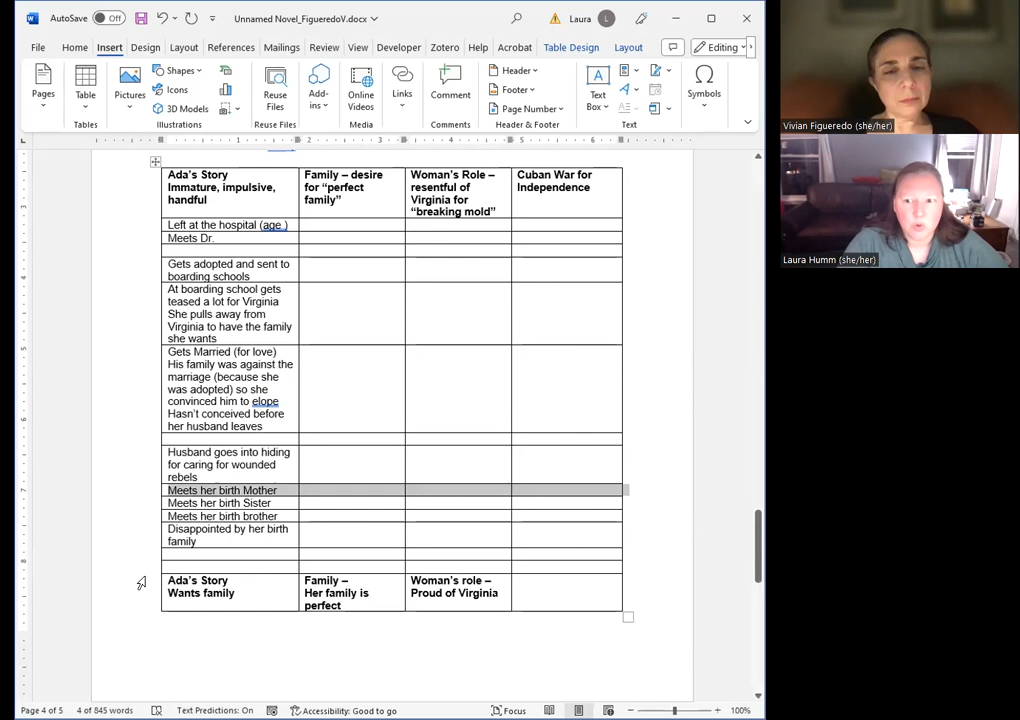 AutoSave Off Unnamed Novel_FigueredoV.docx Laura L
File Home Insert Design Layout References Mailings Review View Developer Zotero Help Acrobat Table Design Layout Editing
Pages
Table
Pictures
Shapes
Icons
3D Models
Reuse
Files
Add-
ins
Online
Videos
Links
Comment
Header
Footer
Page Number
Text
Box
Symbols
Tables Illustrations Reuse Files Media Comments Header & Footer Text
Ada's Story
Immature, impulsive,
handful
Family – desire
for "perfect
family"
Woman's Role –
resentful of
Virginia for
"breaking mold"
Cuban War for
Independence
Left at the hospital (age )
Meets Dr.
Gets adopted and sent to
boarding schools
At boarding school gets
teased a lot for Virginia
She pulls away from
Virginia to have the family
she wants
Gets Married (for love)
His family was against the
marriage (because she
was adopted) so she
convinced him to elope
Hasn't conceived before
her husband leaves
Husband goes into hiding
for caring for wounded
rebels
Meets her birth Mother
Meets her birth Sister
Meets her birth brother
Disappointed by her birth
family
Ada's Story
Wants family
Family –
Her family is
perfect
Woman's role –
Proud of Virginia
Page 4 of 5 4 of 845 words Text Predictions: On Accessibility: Good to go Focus 100%
Vivian Figueredo (she/her)
Laura Humm (she/her)